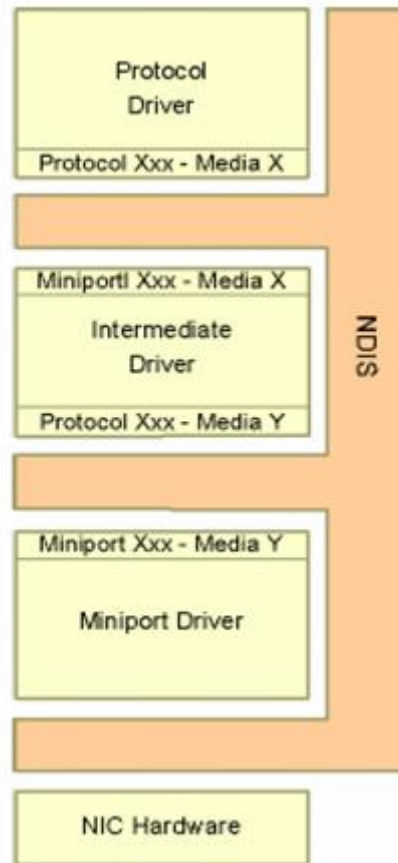 Protocol
Driver
Protocol Xxx - Media X
Miniportl Xxx - Media X
Intermediate
Driver
Protocol Xxx - Media Y
NDIS
Miniport Xxx - Media Y
Miniport Driver
NIC Hardware